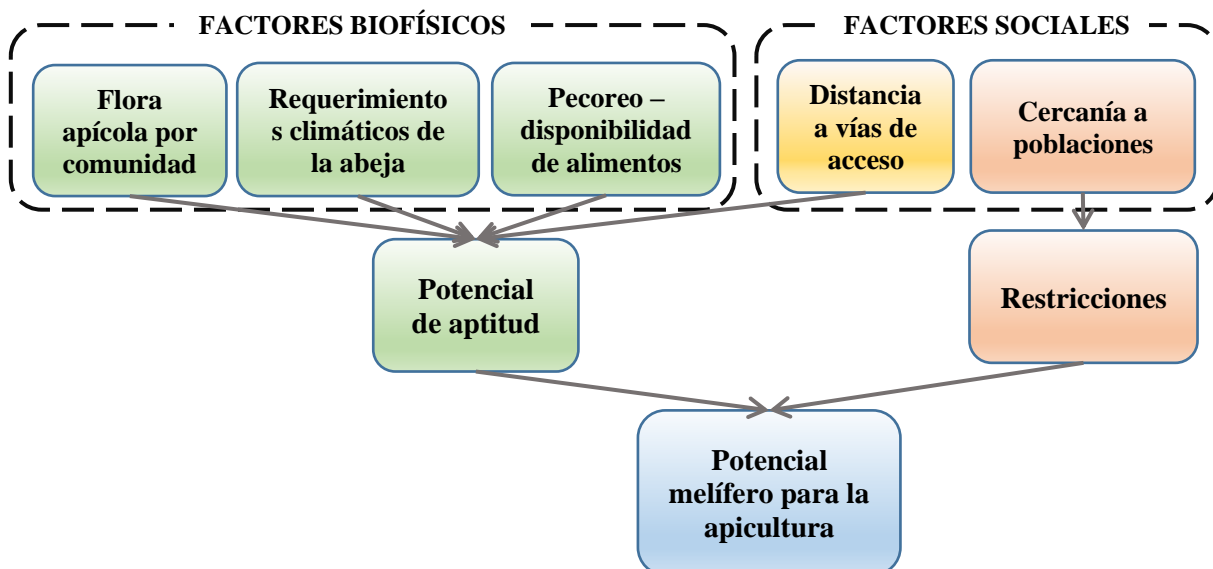 FACTORES BIOFÍSICOS
Flora
apícola por
comunidad
Requerimiento
s climáticos de
la abeja
Pecoreo –
disponibilidad
de alimentos
FACTORES SOCIALES
Distancia
a vías de
acceso
Cercanía a
poblaciones
Potencial
de aptitud
Restricciones
Potencial
melífero para la
apicultura